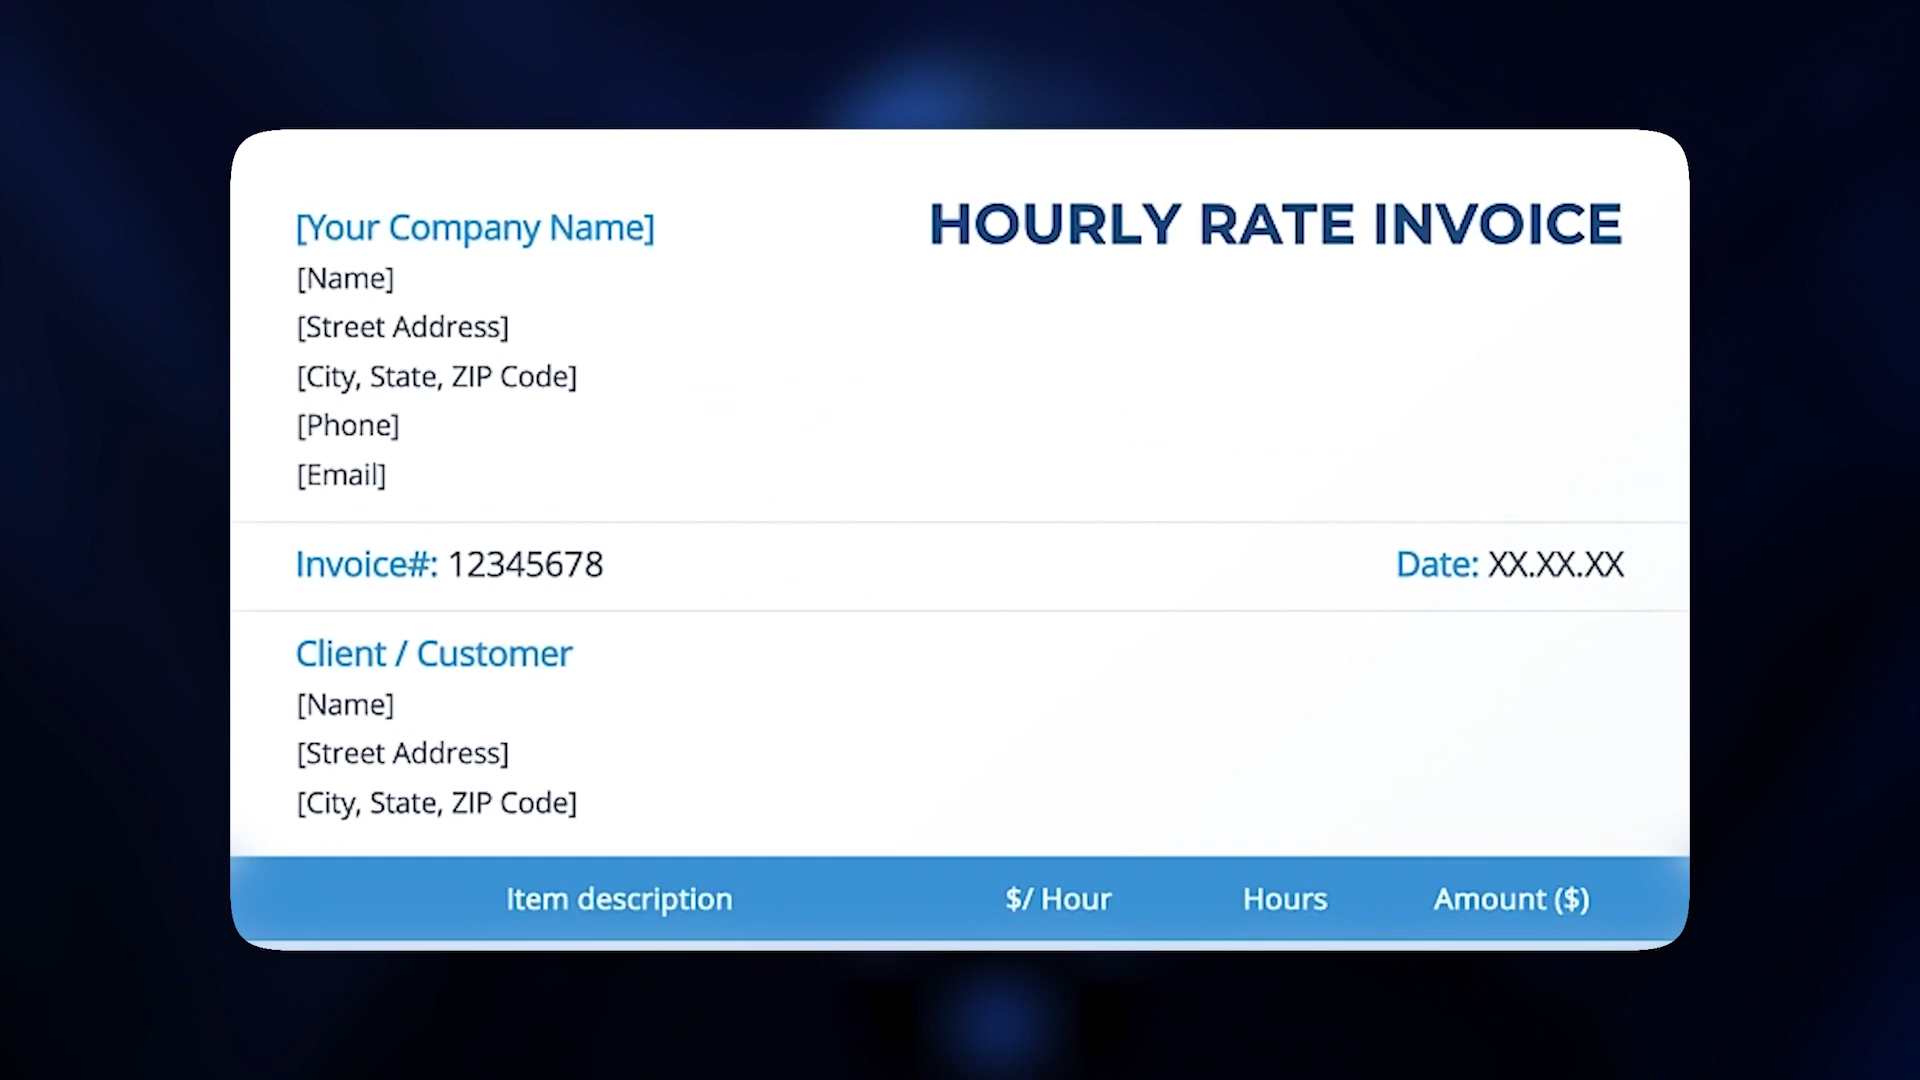 [Your Company Name]
HOURLY RATE INVOICE
[Name]
[Street Address]
[City, State, ZIP Code]
[Phone]
[Email]
Invoice#: 12345678
Date: XX.XX.XX
Client / Customer
[Name]
[Street Address]
[City, State, ZIP Code]
Item description $/ Hour Hours Amount ($)